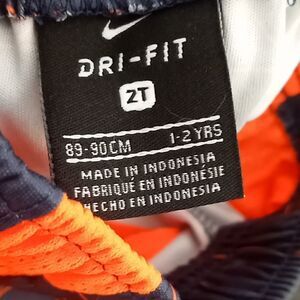 DRI-FIT
2T
89-90CM 1-2 YRS
MADE IN INDONESIA
FABRIQUÉ EN INDONÉSIE
HECHO EN INDONESIA